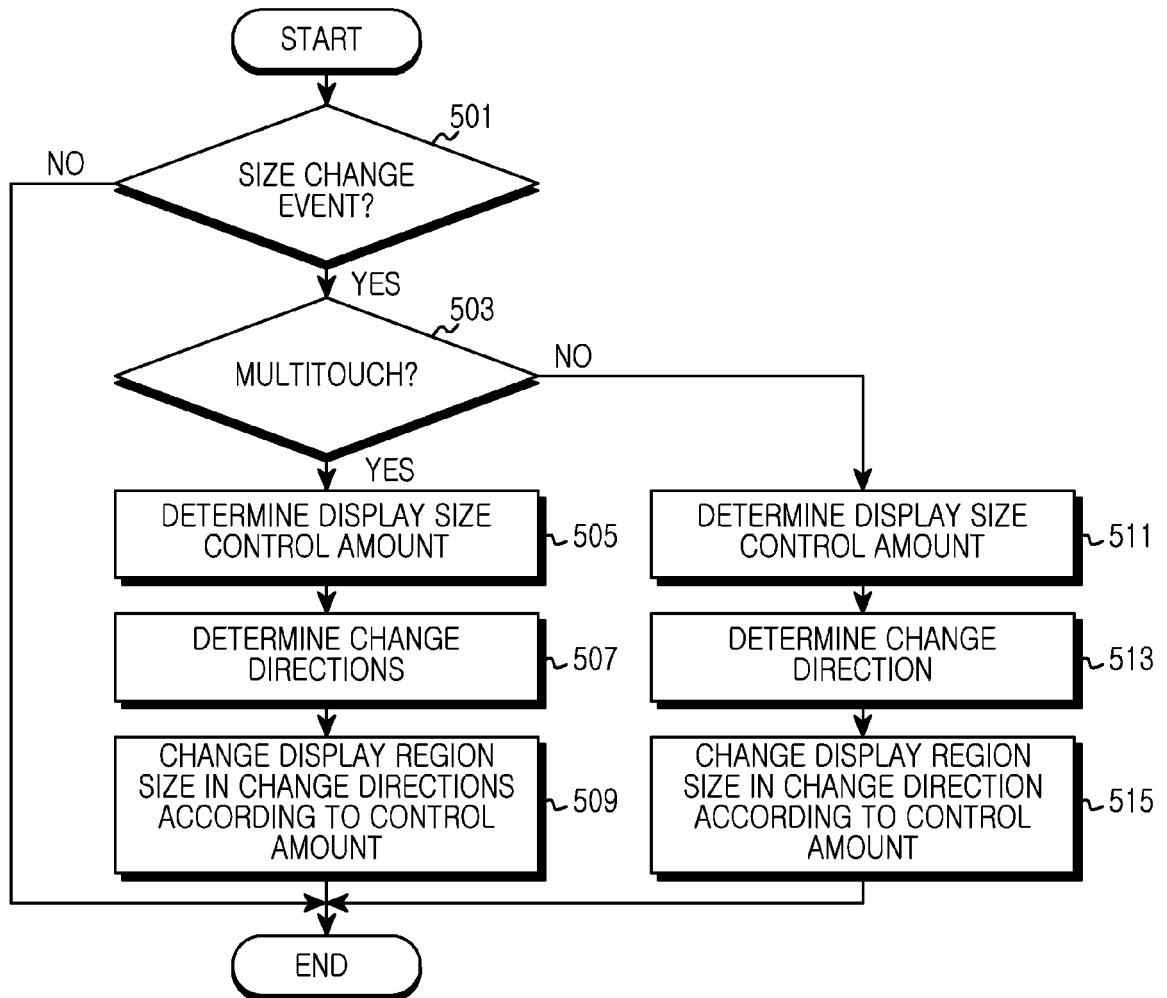 START
501
NO
SIZE CHANGE
EVENT?
YES
503
MULTITOUCH?
NO
YES
DETERMINE DISPLAY SIZE
CONTROL AMOUNT
505
DETERMINE CHANGE
DIRECTIONS
507
CHANGE DISPLAY REGION
SIZE IN CHANGE DIRECTIONS
ACCORDING TO CONTROL
AMOUNT
509
DETERMINE DISPLAY SIZE
CONTROL AMOUNT
511
DETERMINE CHANGE
DIRECTION
513
CHANGE DISPLAY REGION
SIZE IN CHANGE DIRECTION
ACCORDING TO CONTROL
AMOUNT
515
END